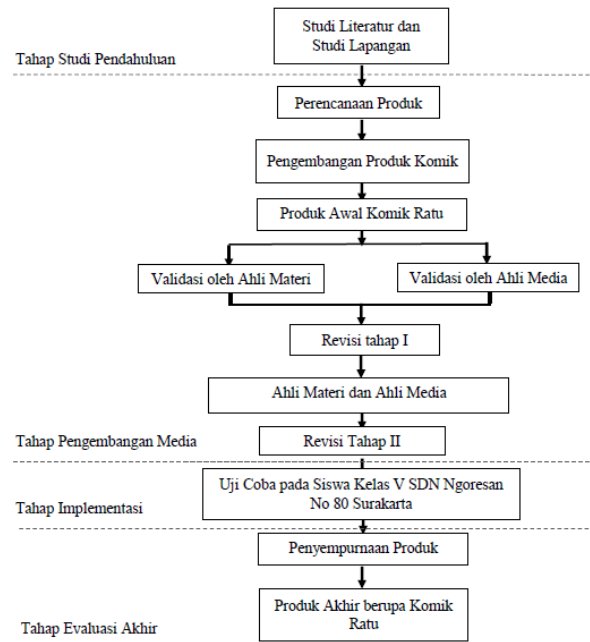 Studi Literatur dan
Studi Lapangan
Tahap Studi Pendahuluan
Perencanaan Produk
Pengembangan Produk Komik
Produk Awal Komik Ratu
Validasi oleh Ahli Materi
Validasi oleh Ahli Media
Revisi tahap I
Ahli Materi dan Ahli Media
Tahap Pengembangan Media
Revisi Tahap II
Uji Coba pada Siswa Kelas V SDN Ngoresan
No 80 Surakarta
Tahap Implementasi
Penyempurnaan Produk
Produk Akhir berupa Komik
Ratu
Tahap Evaluasi Akhir